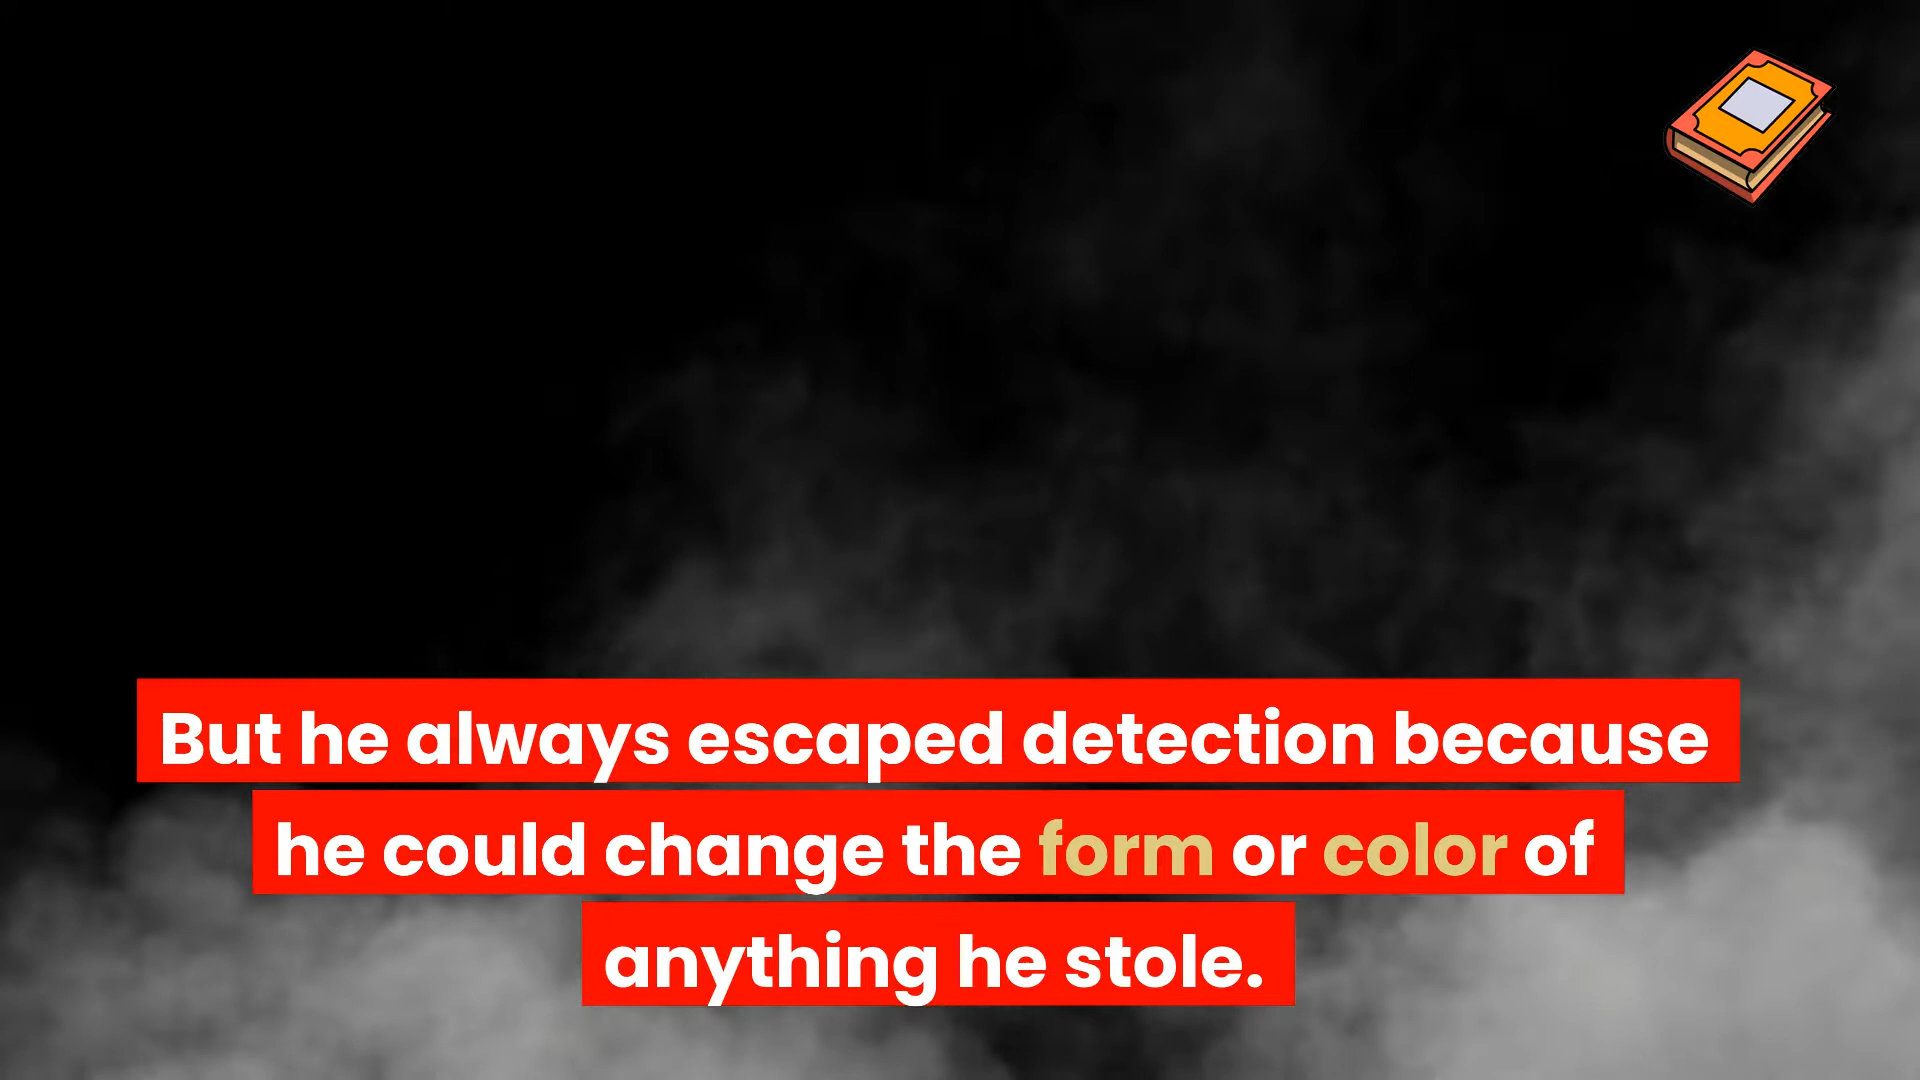 But he always escaped detection because
he could change the form or color of
anything he stole.